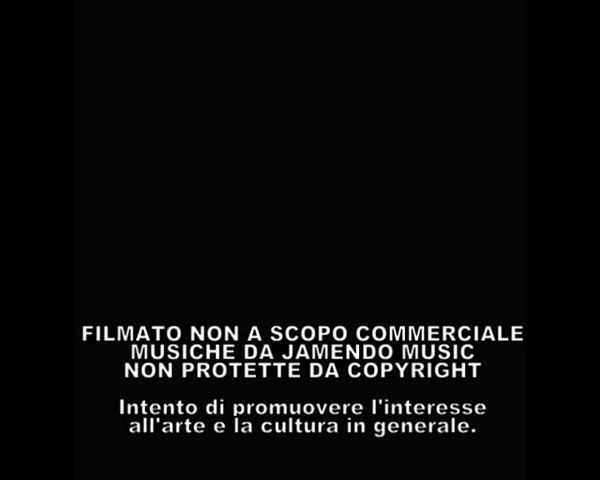 FILMATO NON A SCOPO COMMERCIALE
MUSICHE DA JAMENDO MUSIC
NON PROTETTE DA COPYRIGHT
Intento di promuovere l'interesse
all'arte e la cultura in generale.